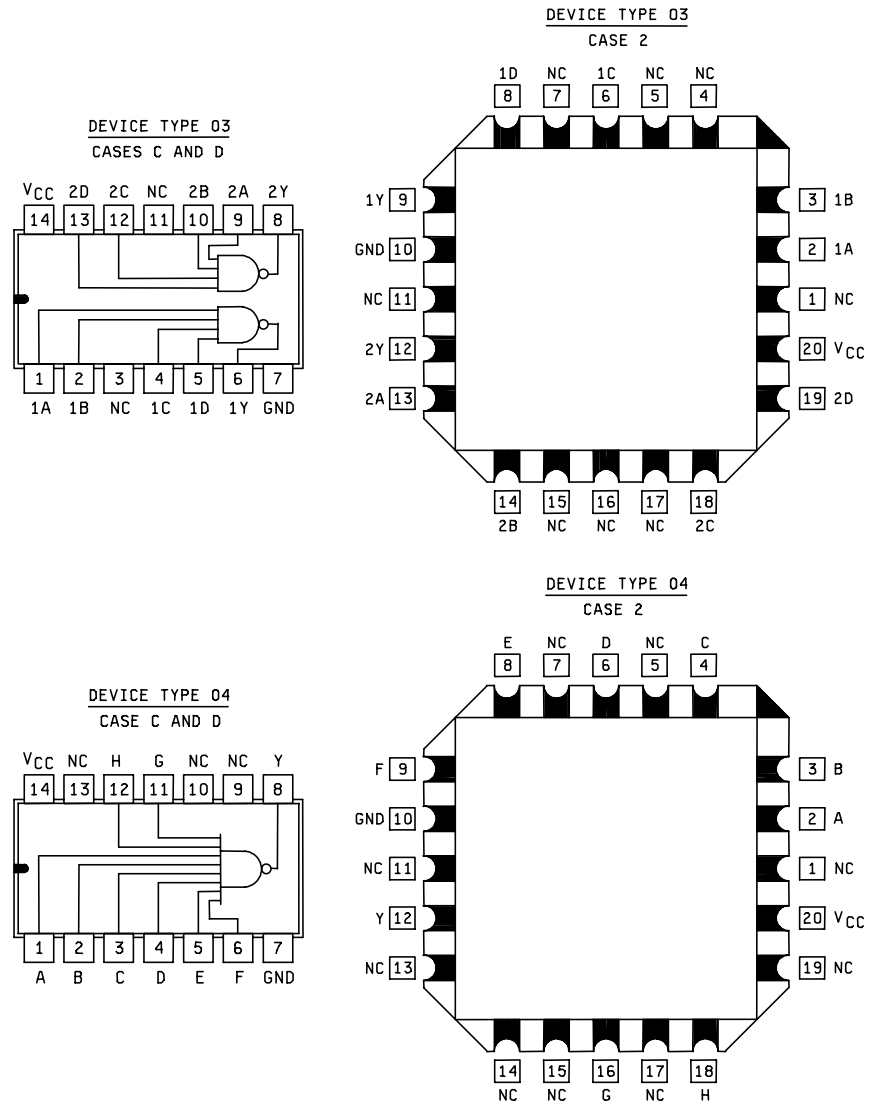 DEVICE TYPE 03
CASES C AND D
VCC 2D 2C NC 2B 2A 2Y
14 13 12 11 10 9 8
1 2 3 4 5 6 7
1A 1B NC 1C 1D 1Y GND
DEVICE TYPE 03
CASE 2
1D NC 1C NC NC
8 7 6 5 4
1Y 9
GND 10
NC 11
2Y 12
2A 13
3 1B
2 1A
1 NC
20 VCC
19 2D
14 15 16 17 18
2B NC NC NC 2C
DEVICE TYPE 04
CASE C AND D
VCC NC H G NC NC Y
14 13 12 11 10 9 8
1 2 3 4 5 6 7
A B C D E F GND
DEVICE TYPE 04
CASE 2
E NC D NC C
8 7 6 5 4
F 9
GND 10
NC 11
Y 12
NC 13
3 B
2 A
1 NC
20 VCC
19 NC
14 15 16 17 18
NC NC G NC H